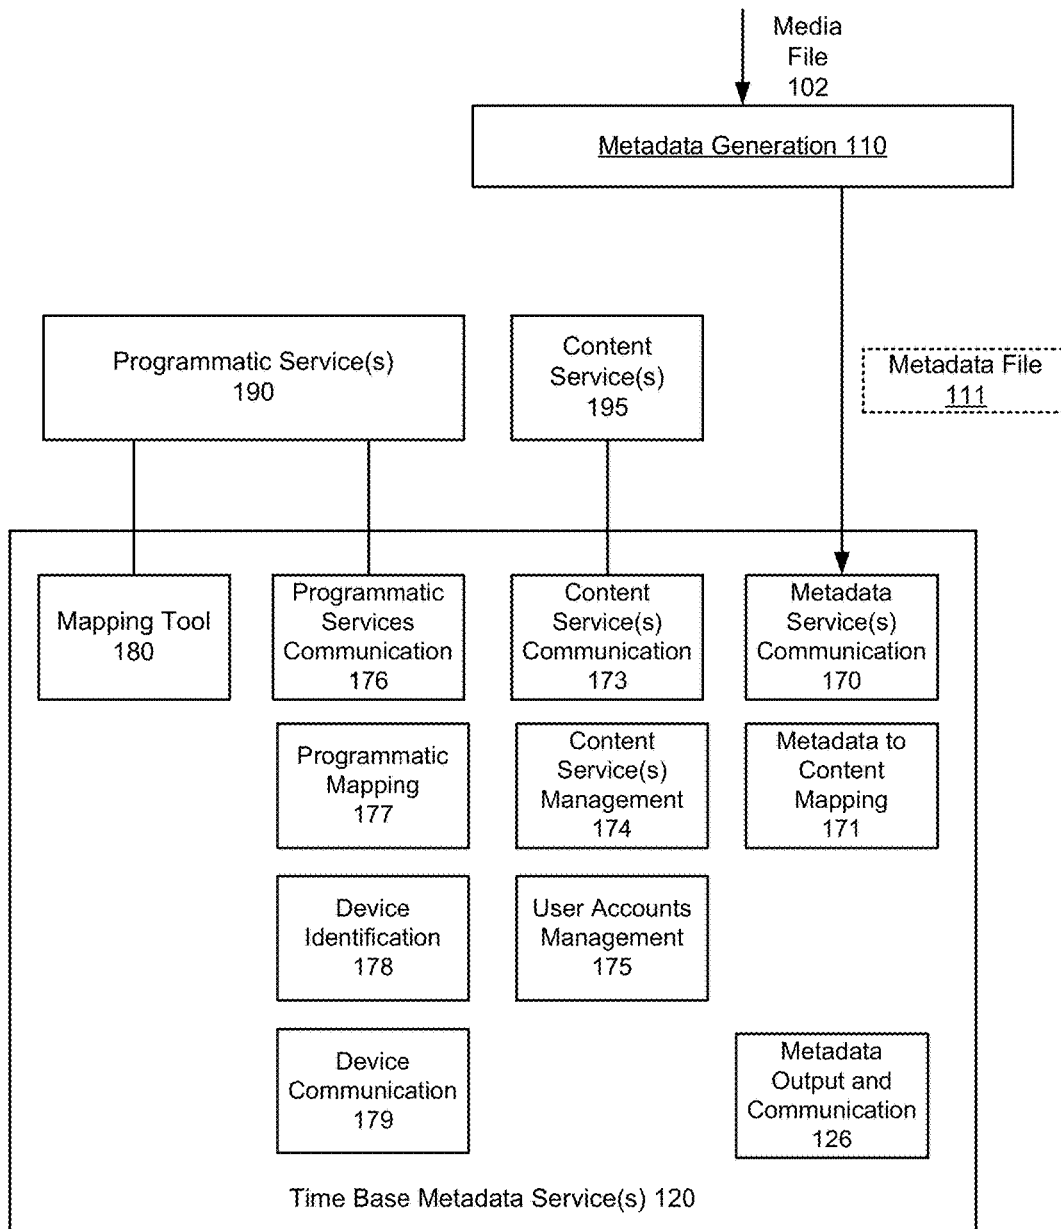 Media
File
102
Metadata Generation 110
Programmatic Service(s)
190
Content
Service(s)
195
Metadata File
111
Mapping Tool
180
Programmatic
Services
Communication
176
Content
Service(s)
Communication
173
Metadata
Service(s)
Communication
170
Programmatic
Mapping
177
Content
Service(s)
Management
174
Metadata to
Content
Mapping
171
Device
Identification
178
User Accounts
Management
175
Device
Communication
179
Metadata
Output and
Communication
126
Time Base Metadata Service(s) 120